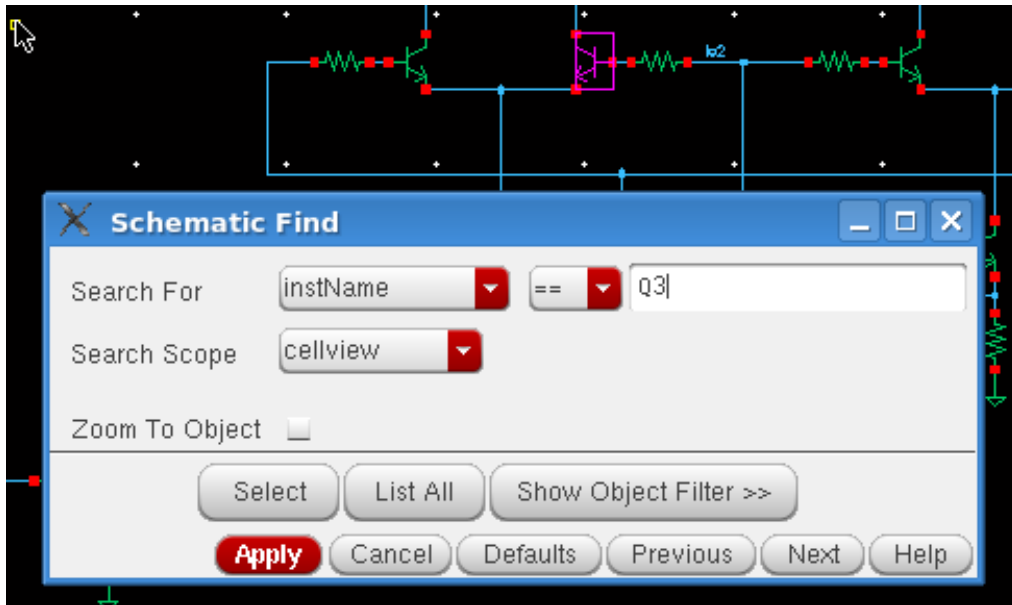 Schematic Find
Search For instName == Q3
Search Scope cellview
Zoom To Object
Select List All Show Object Filter >>
Apply Cancel Defaults Previous Next Help